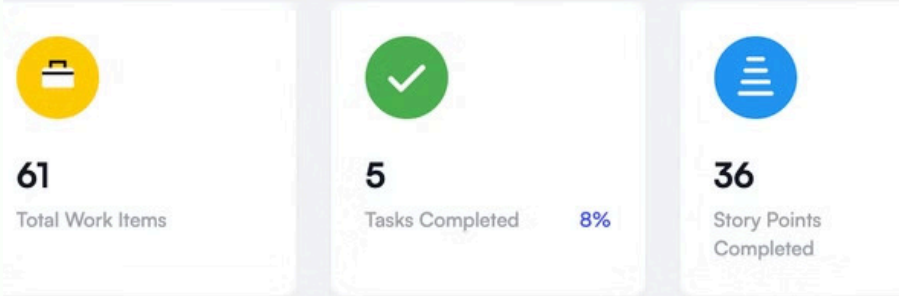 61
Total Work Items
5
Tasks Completed 8%
36
Story Points
Completed